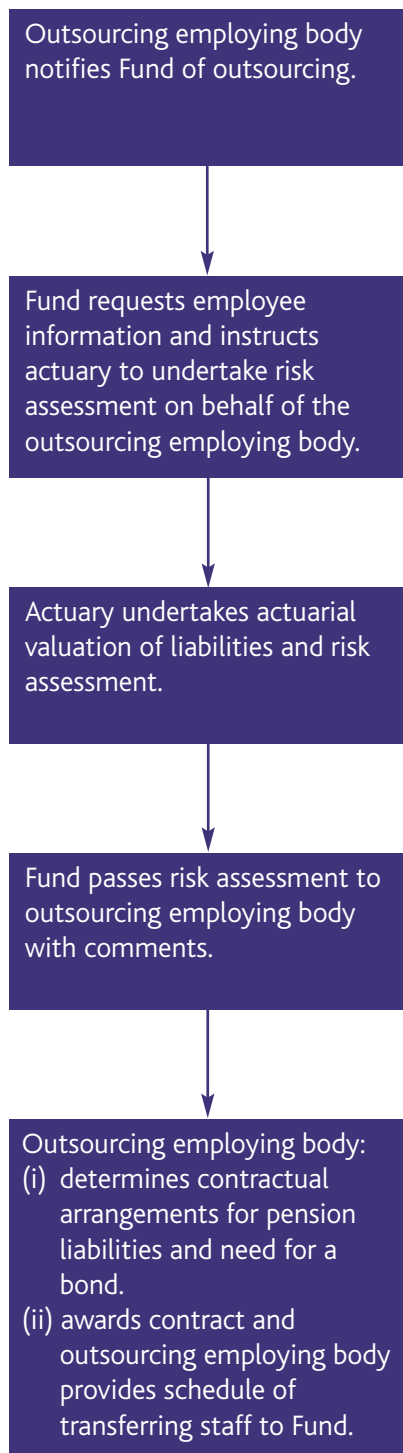 Outsourcing employing body
notifies Fund of outsourcing.
Fund requests employee
information and instructs
actuary to undertake risk
assessment on behalf of the
outsourcing employing body.
Actuary undertakes actuarial
valuation of liabilities and risk
assessment.
Fund passes risk assessment to
outsourcing employing body
with comments.
Outsourcing employing body:
(i) determines contractual
arrangements for pension
liabilities and need for a
bond.
(ii) awards contract and
outsourcing employing body
provides schedule of
transferring staff to Fund.